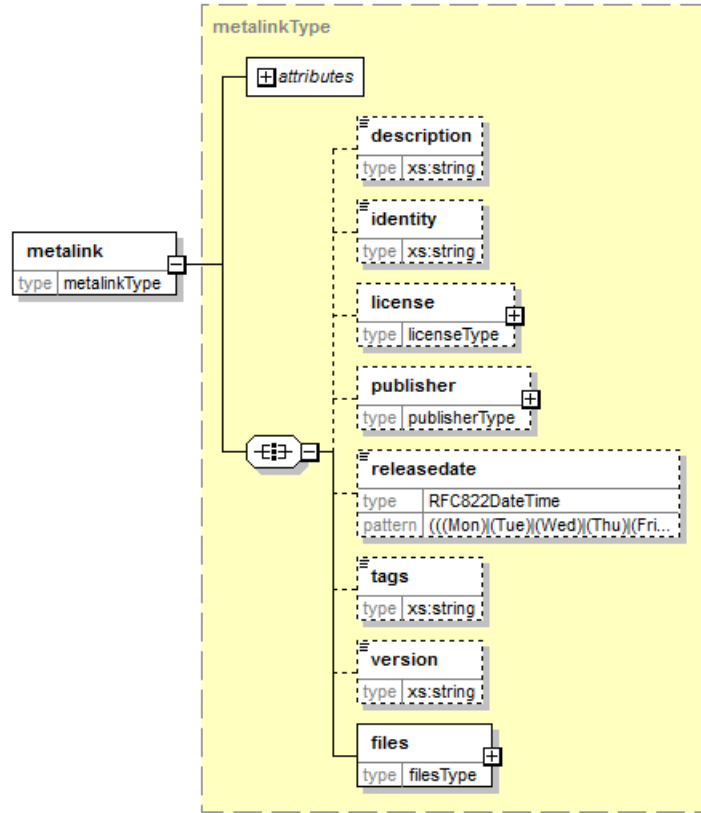 metalinkType
attributes
description
type xs:string
identity
type xs:string
metalink
type metalinkType
license
type licenseType
publisher
type publisherType
releasedate
type RFC822DateTime
pattern (((Mon)|(Tue)|(Wed)|(Thu)|(Fri...
tags
type xs:string
version
type xs:string
files
type filesType